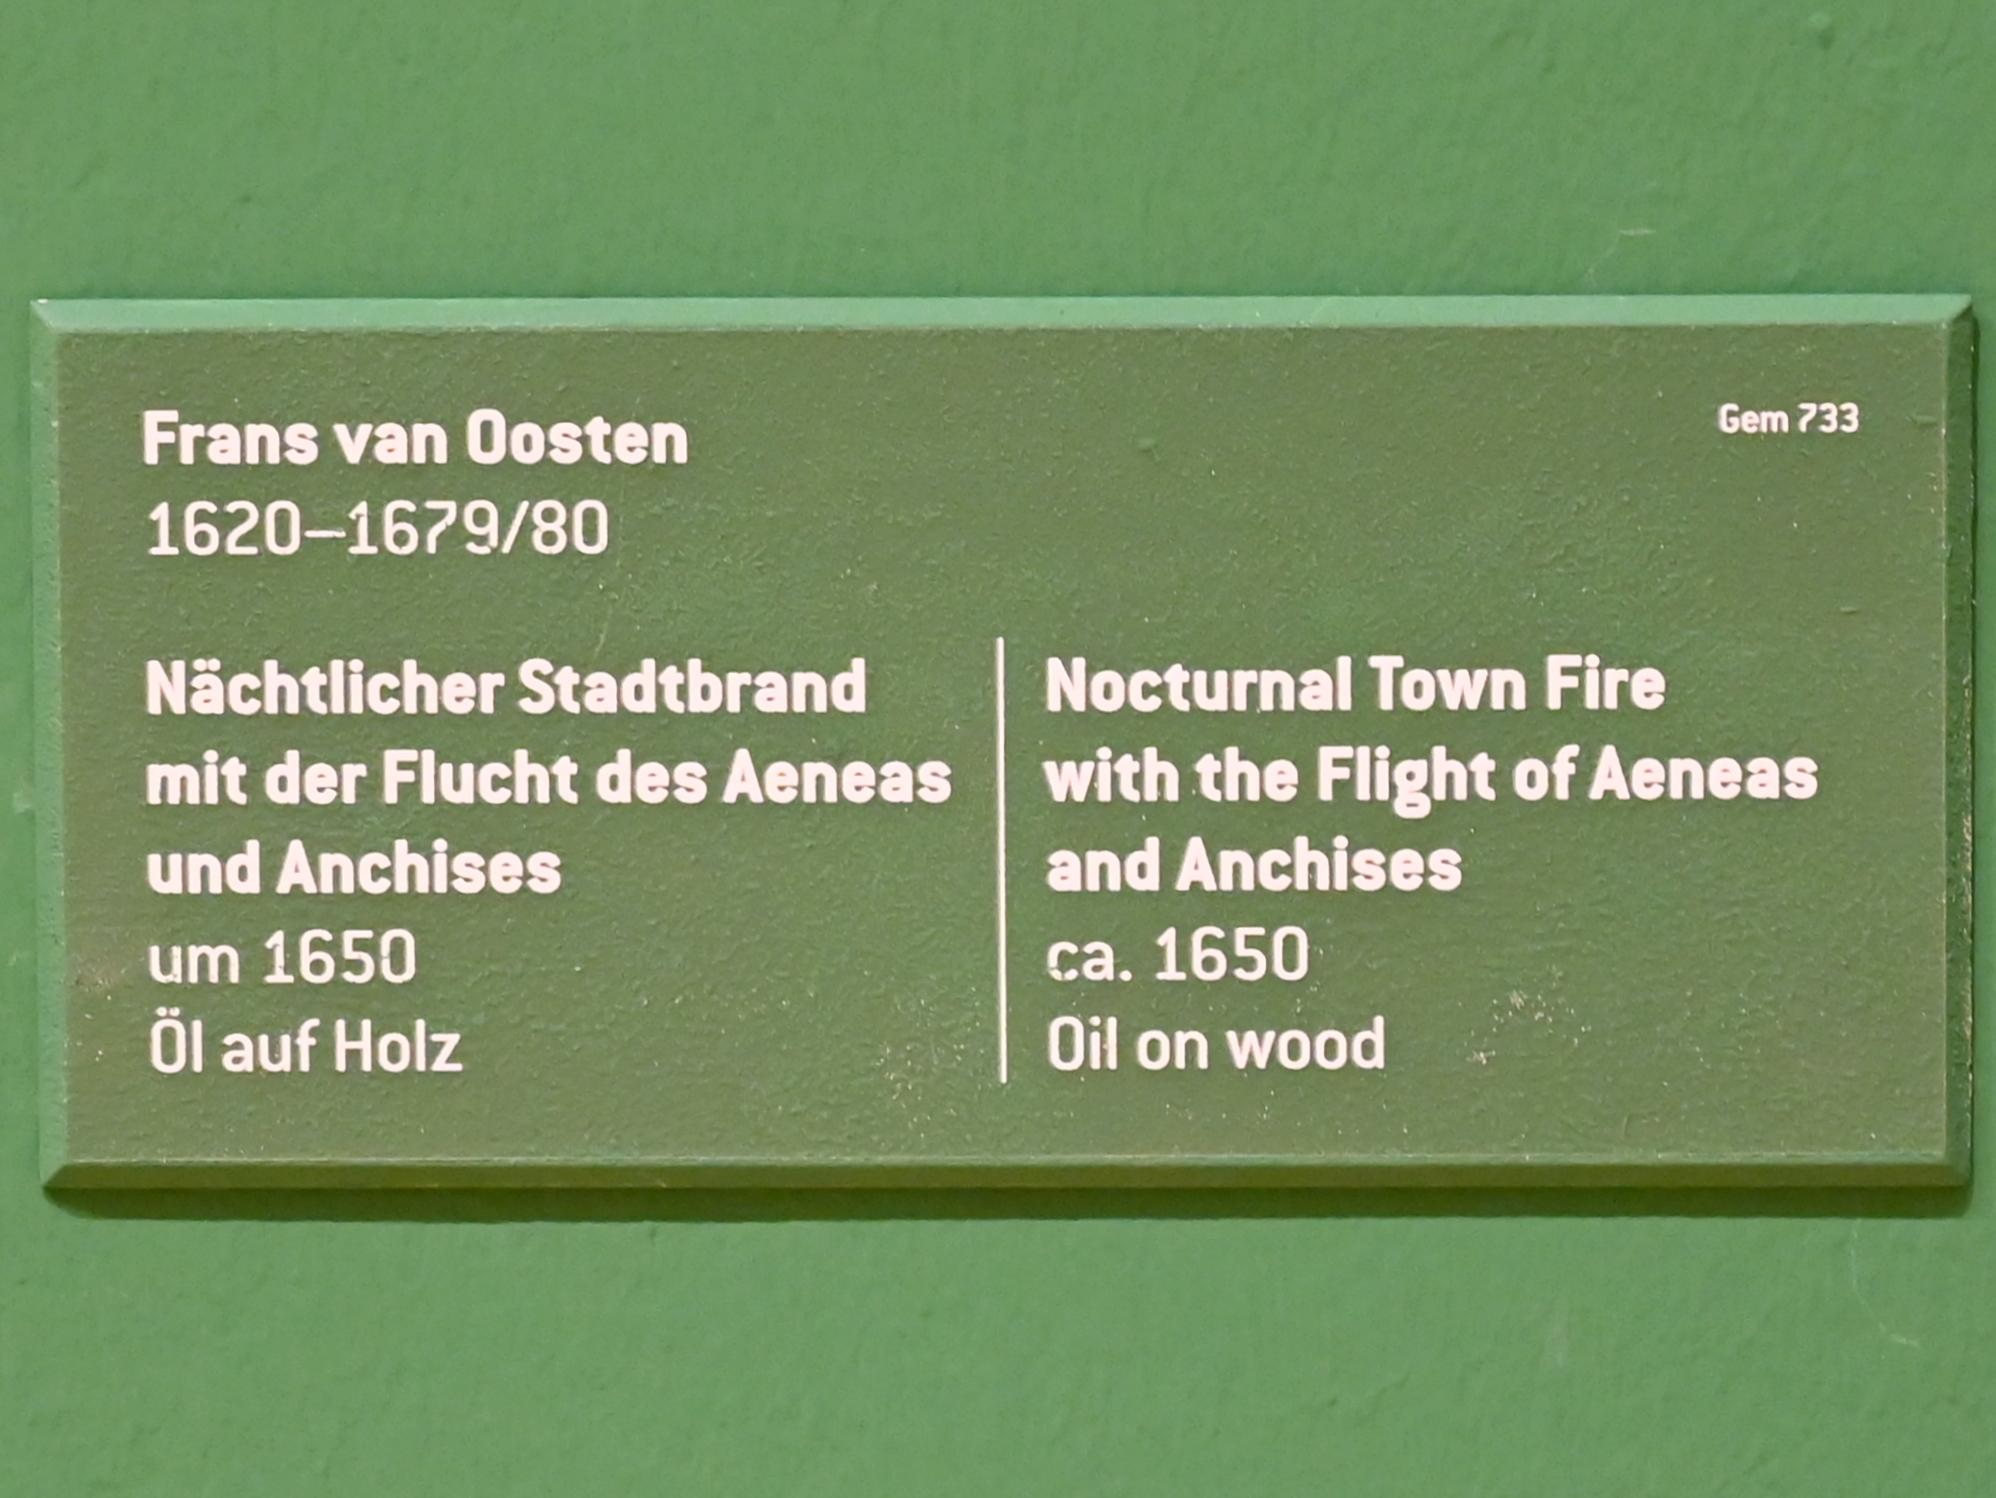 Frans van Oosten
1620–1679/80
Gem 733
Nächtlicher Stadtbrand
mit der Flucht des Aeneas
und Anchises
um 1650
Öl auf Holz
Nocturnal Town Fire
with the Flight of Aeneas
and Anchises
ca. 1650
Oil on wood